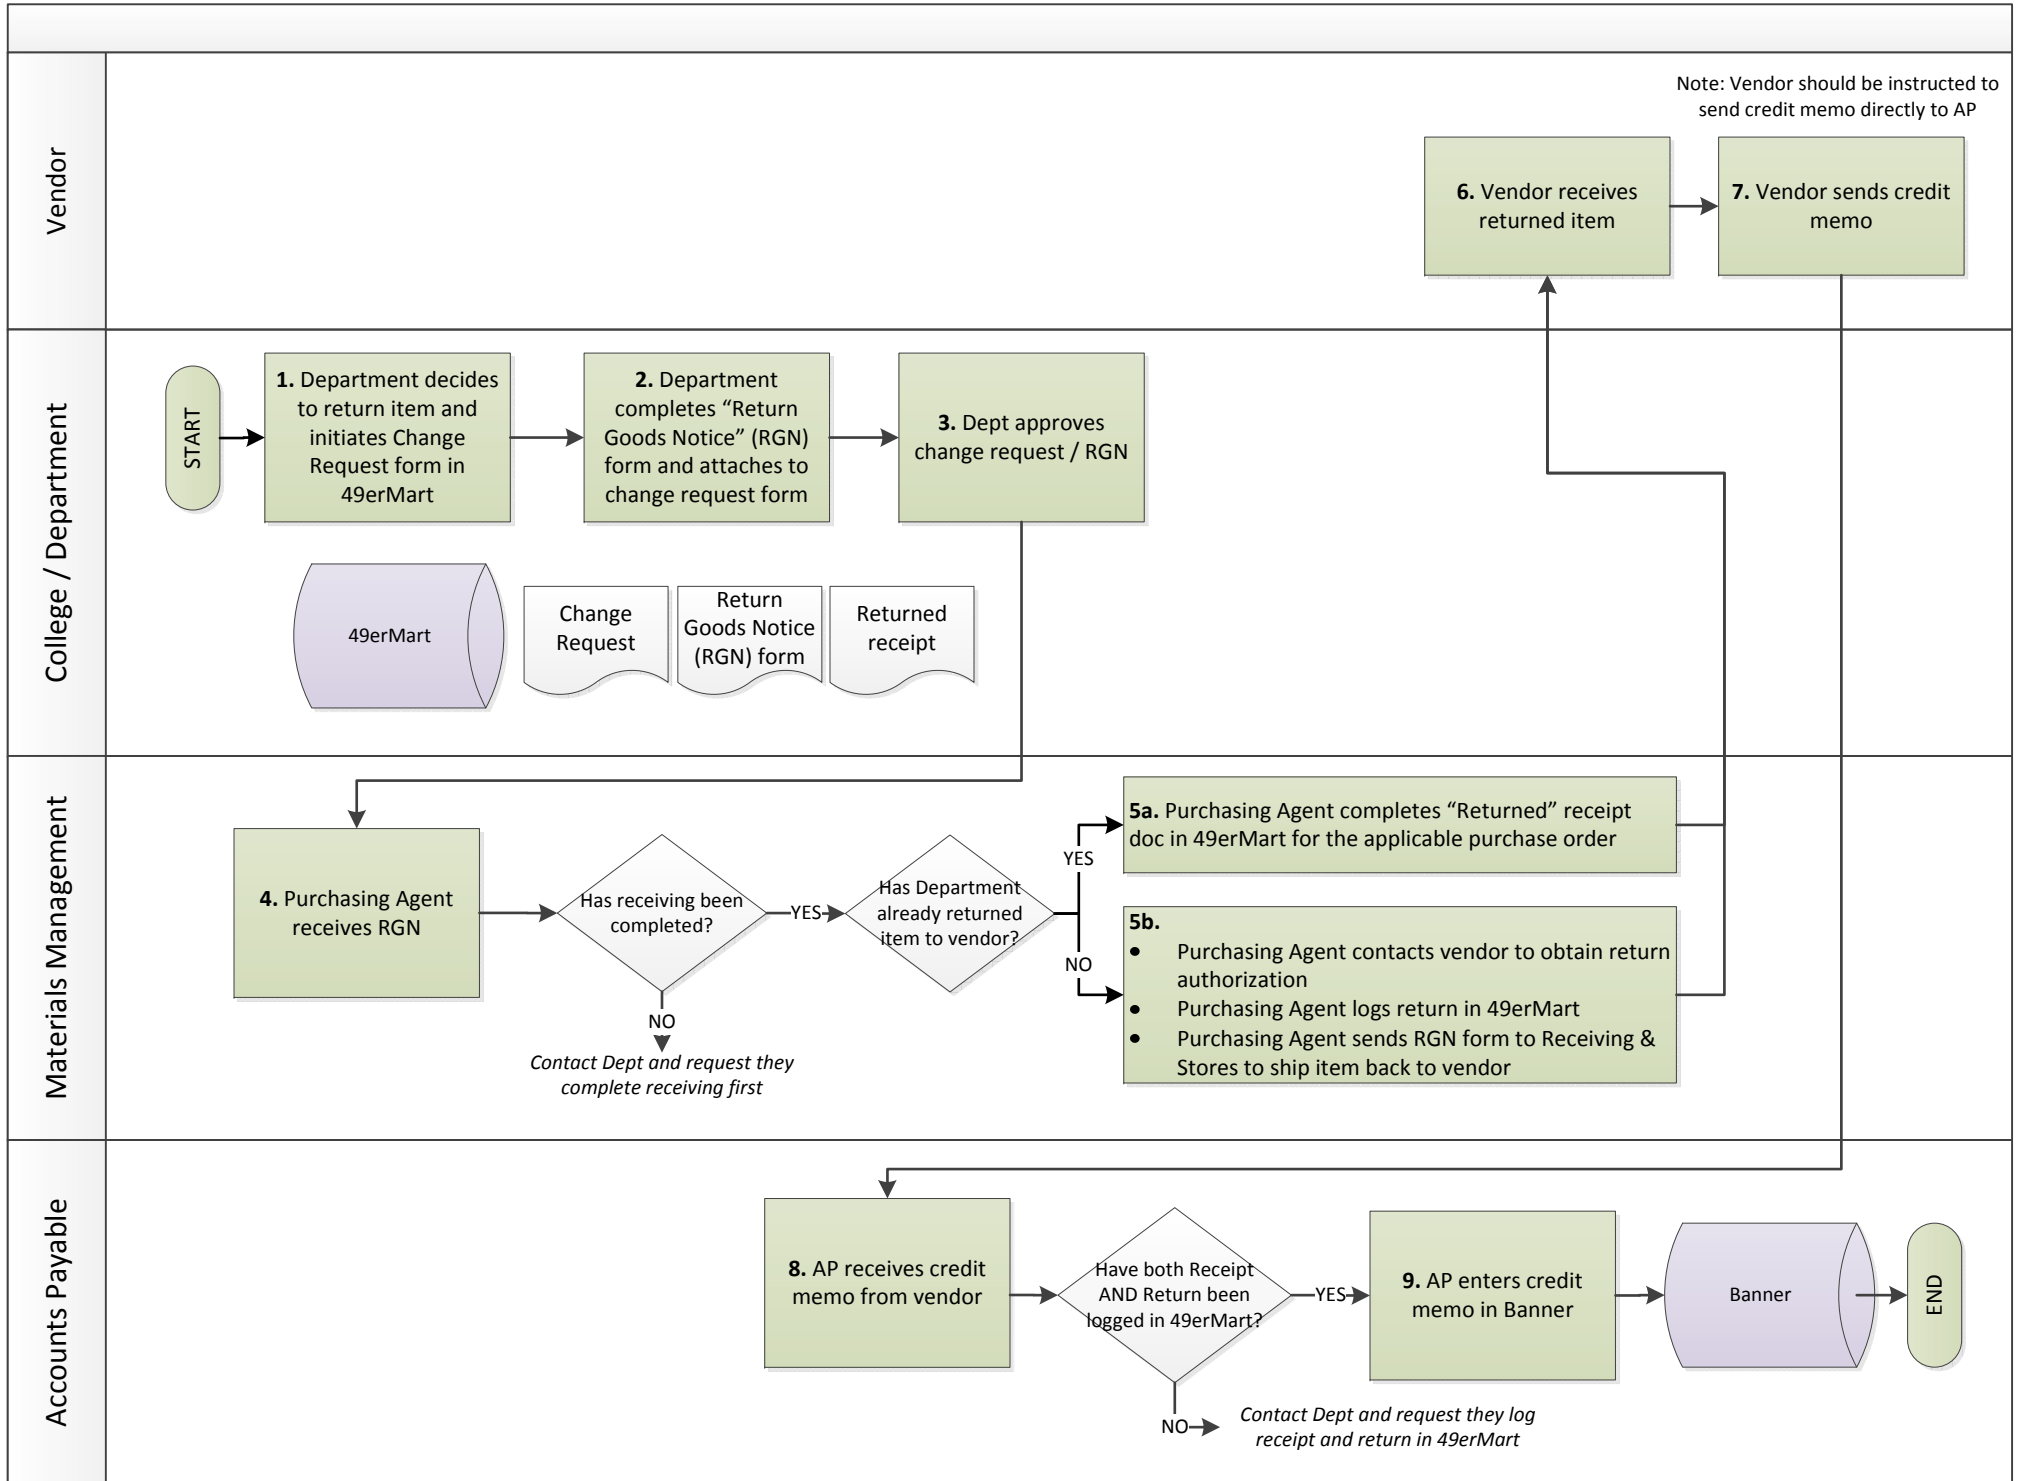 Vendor
Note: Vendor should be instructed to
send credit memo directly to AP
6. Vendor receives
returned item
7. Vendor sends credit
memo
College / Department
START
1. Department decides
to return item and
initiates Change
Request form in
49erMart
2. Department
completes “Return
Goods Notice” (RGN)
form and attaches to
change request form
3. Dept approves
change request / RGN
49erMart
Change
Request
Return
Goods Notice
(RGN) form
Returned
receipt
Materials Management
4. Purchasing Agent
receives RGN
Has receiving been
completed?
YES
NO
Contact Dept and request they
complete receiving first
Has Department
already returned
item to vendor?
YES
NO
5a. Purchasing Agent completes “Returned” receipt
doc in 49erMart for the applicable purchase order
5b.
• Purchasing Agent contacts vendor to obtain return
authorization
• Purchasing Agent logs return in 49erMart
• Purchasing Agent sends RGN form to Receiving &
Stores to ship item back to vendor
Accounts Payable
8. AP receives credit
memo from vendor
Have both Receipt
AND Return been
logged in 49erMart?
YES
NO
Contact Dept and request they log
receipt and return in 49erMart
9. AP enters credit
memo in Banner
Banner
END